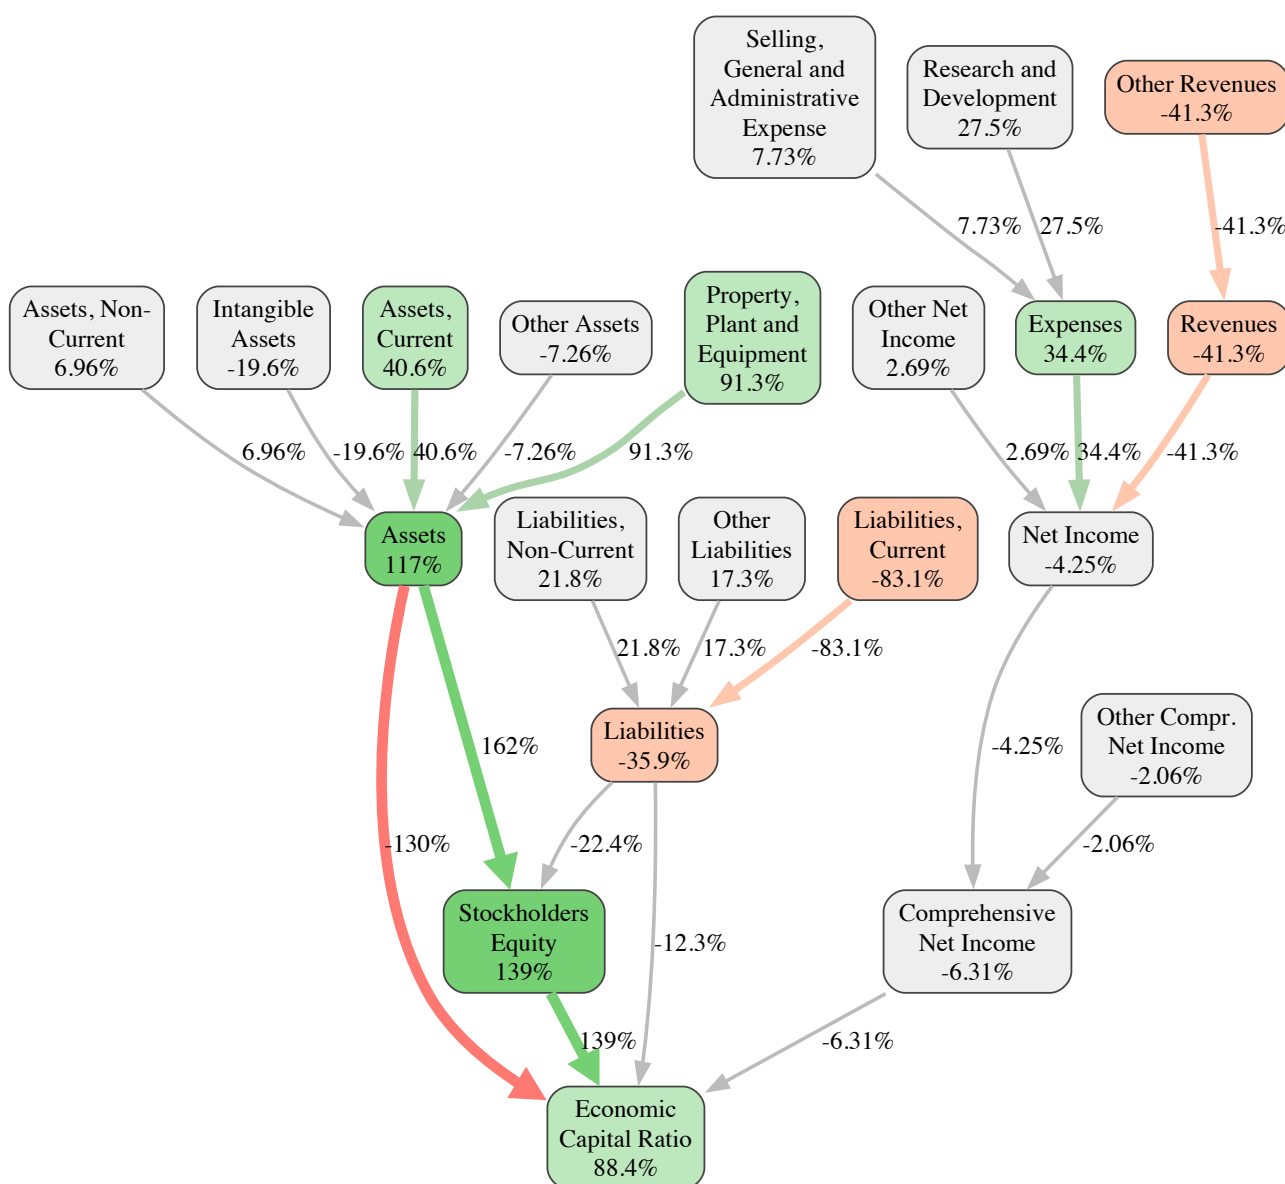 Selling,
General and
Administrative
Expense
7.73%
Research and
Development
27.5%
Other Revenues
-41.3%
7.73%
27.5%
-41.3%
Assets, Non-
Current
6.96%
Intangible
Assets
-19.6%
Assets,
Current
40.6%
Other Assets
-7.26%
Property,
Plant and
Equipment
91.3%
Other Net
Income
2.69%
Expenses
34.4%
Revenues
-41.3%
6.96%
-19.6%
40.6%
-7.26%
91.3%
2.69%
34.4%
-41.3%
Assets
117%
Liabilities,
Non-Current
21.8%
Other
Liabilities
17.3%
Liabilities,
Current
-83.1%
Net Income
-4.25%
21.8%
17.3%
-83.1%
Liabilities
-35.9%
Other Compr.
Net Income
-2.06%
162%
-4.25%
-130%
-22.4%
-2.06%
Stockholders
Equity
139%
-12.3%
Comprehensive
Net Income
-6.31%
139%
-6.31%
Economic
Capital Ratio
88.4%